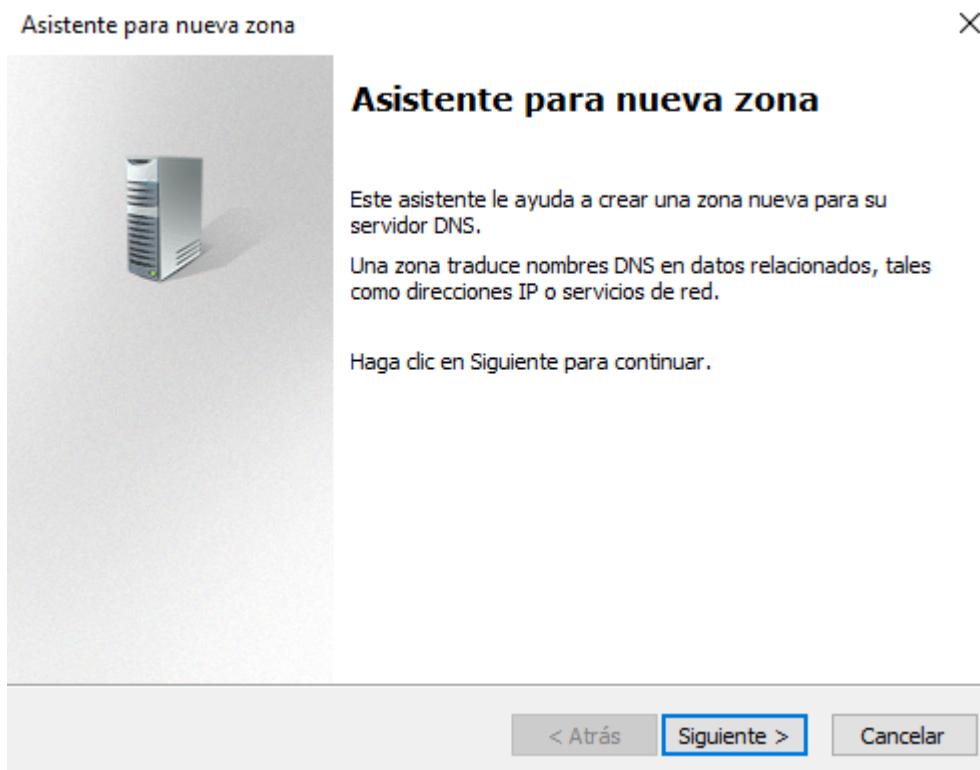 Asistente para nueva zona
Asistente para nueva zona
Este asistente le ayuda a crear una zona nueva para su
servidor DNS.
Una zona traduce nombres DNS en datos relacionados, tales
como direcciones IP o servicios de red.
Haga clic en Siguiente para continuar.
< Atrás Siguiente > Cancelar